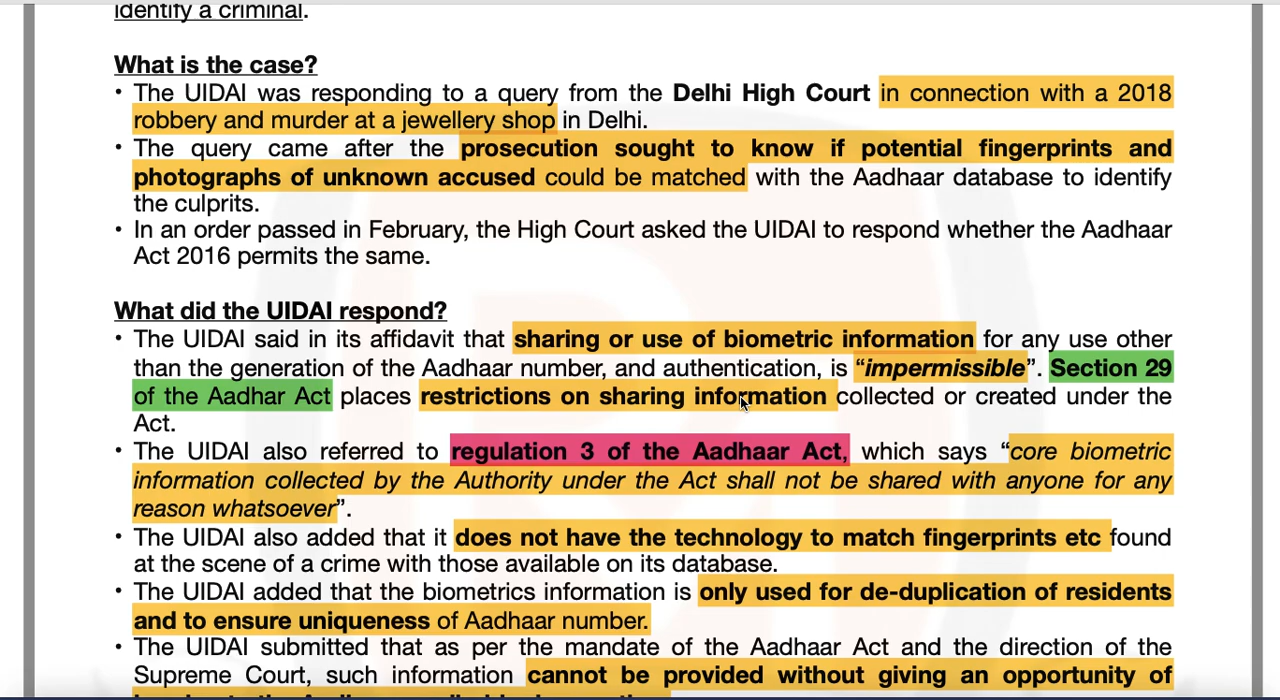 identify a criminal.
What is the case?
• The UIDAI was responding to a query from the Delhi High Court in connection with a 2018
robbery and murder at a jewellery shop in Delhi.
• The query came after the prosecution sought to know if potential fingerprints and
photographs of unknown accused could be matched with the Aadhaar database to identify
the culprits.
• In an order passed in February, the High Court asked the UIDAI to respond whether the Aadhaar
Act 2016 permits the same.
What did the UIDAI respond?
• The UIDAI said in its affidavit that sharing or use of biometric information for any use other
than the generation of the Aadhaar number, and authentication, is “impermissible”. Section 29
of the Aadhar Act places restrictions on sharing information collected or created under the
Act.
• The UIDAI also referred to regulation 3 of the Aadhaar Act, which says “core biometric
information collected by the Authority under the Act shall not be shared with anyone for any
reason whatsoever”.
• The UIDAI also added that it does not have the technology to match fingerprints etc found
at the scene of a crime with those available on its database.
• The UIDAI added that the biometrics information is only used for de-duplication of residents
and to ensure uniqueness of Aadhaar number.
• The UIDAI submitted that as per the mandate of the Aadhaar Act and the direction of the
Supreme Court, such information cannot be provided without giving an opportunity of